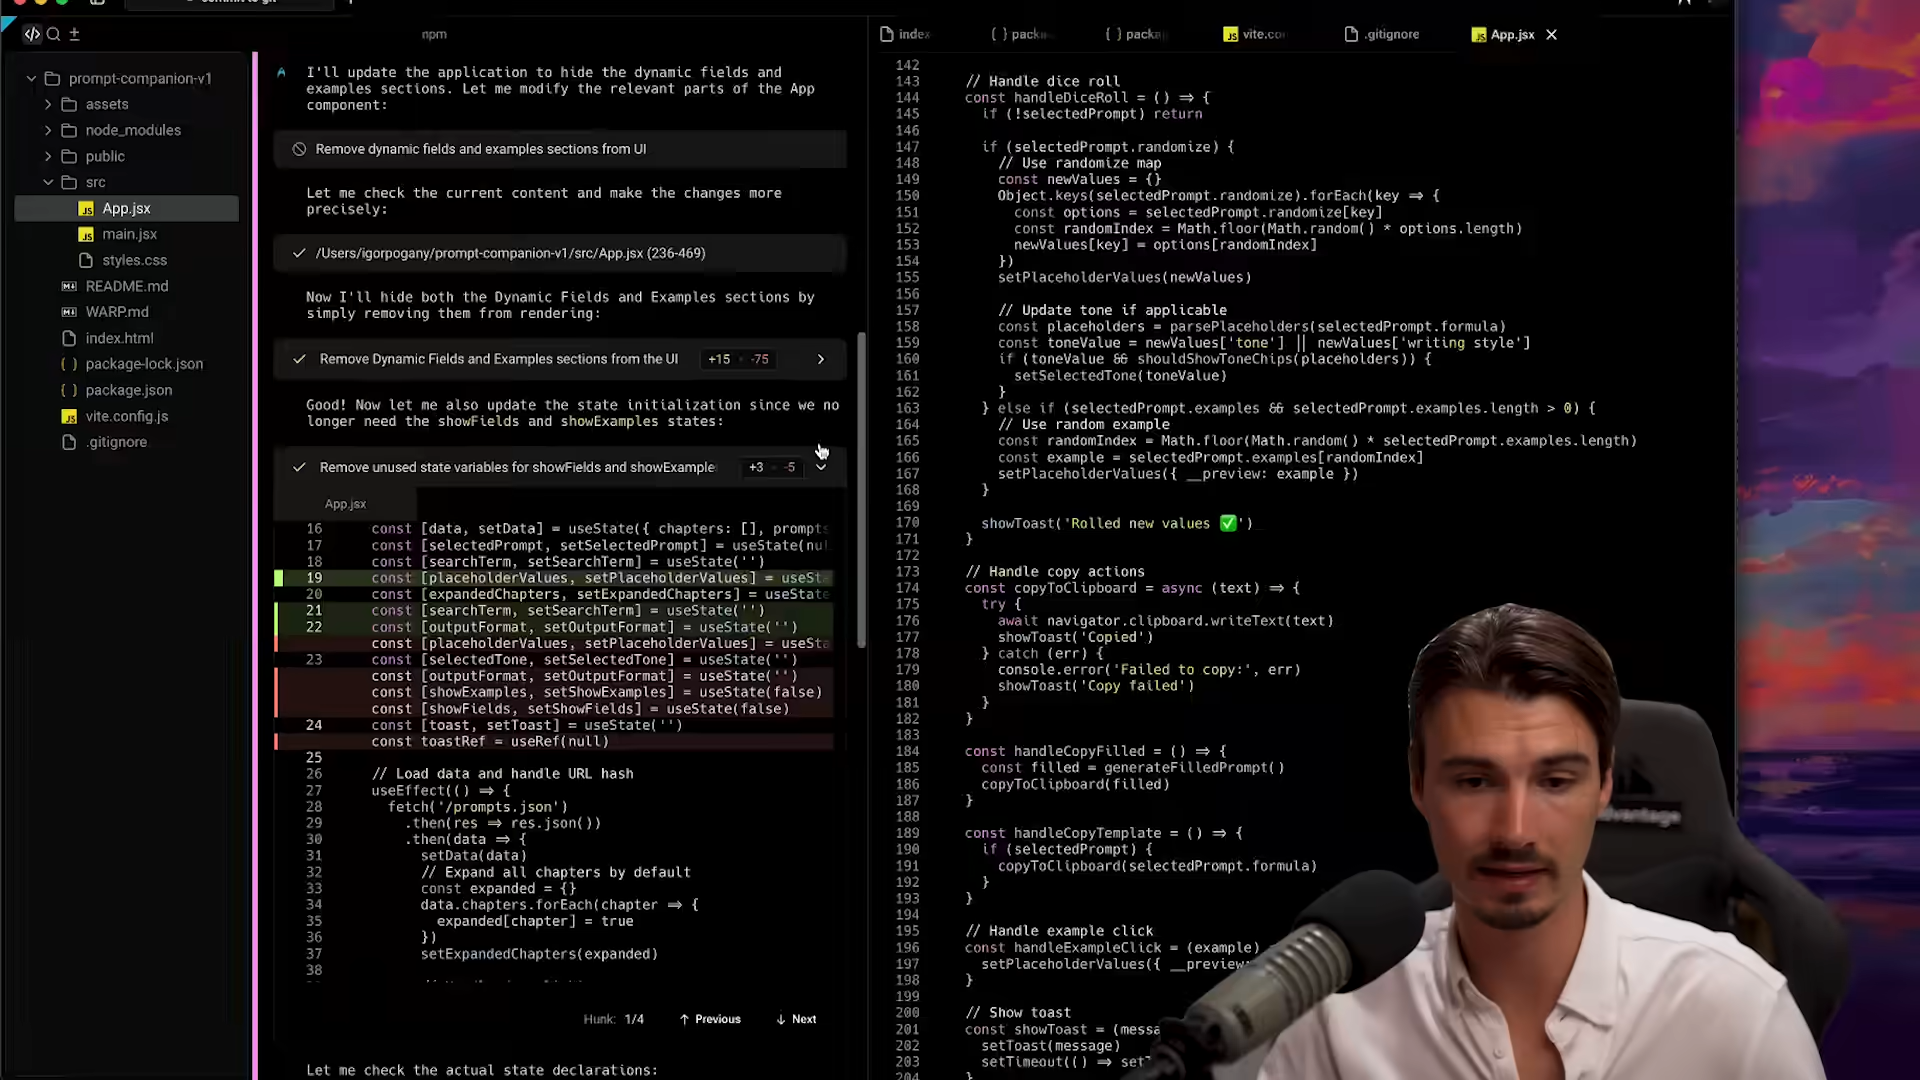 commit to git
npm
index
{ } packa
{ } packa
JS vite.co
.gitignore
JS App.jsx
prompt-companion-v1
assets
node_modules
public
src
JS App.jsx
JS main.jsx
styles.css
README.md
WARP.md
index.html
{ } package-lock.json
{ } package.json
JS vite.config.js
.gitignore
I'll update the application to hide the dynamic fields and
examples sections. Let me modify the relevant parts of the App
component:
Remove dynamic fields and examples sections from UI
Let me check the current content and make the changes more
precisely:
/Users/igorpogany/prompt-companion-v1/src/App.jsx (236-469)
Now I'll hide both the Dynamic Fields and Examples sections by
simply removing them from rendering:
Remove Dynamic Fields and Examples sections from the UI +15 -75
Good! Now let me also update the state initialization since we no
longer need the showFields and showExamples states:
Remove unused state variables for showFields and showExample +3 -5
App.jsx
16 const [data, setData] = useState({ chapters: [], prompts
17 const [selectedPrompt, setSelectedPrompt] = useState(nul
18 const [searchTerm, setSearchTerm] = useState('')
19 const [placeholderValues, setPlaceholderValues] = useSta
20 const [expandedChapters, setExpandedChapters] = useState
21 const [searchTerm, setSearchTerm] = useState('')
22 const [outputFormat, setOutputFormat] = useState('')
const [placeholderValues, setPlaceholderValues] = useSta
23 const [selectedTone, setSelectedTone] = useState('')
const [outputFormat, setOutputFormat] = useState('')
const [showExamples, setShowExamples] = useState(false)
const [showFields, setShowFields] = useState(false)
24 const [toast, setToast] = useState('')
const toastRef = useRef(null)
25
26 // Load data and handle URL hash
27 useEffect(() => {
28 fetch('/prompts.json')
29 .then(res => res.json())
30 .then(data => {
31 setData(data)
32 // Expand all chapters by default
33 const expanded = {}
34 data.chapters.forEach(chapter => {
35 expanded[chapter] = true
36 })
37 setExpandedChapters(expanded)
38
Hunk: 1/4 ↑ Previous ↓ Next
Let me check the actual state declarations:
142
143 // Handle dice roll
144 const handleDiceRoll = () => {
145 if (!selectedPrompt) return
146
147 if (selectedPrompt.randomize) {
148 // Use randomize map
149 const newValues = {}
150 Object.keys(selectedPrompt.randomize).forEach(key => {
151 const options = selectedPrompt.randomize[key]
152 const randomIndex = Math.floor(Math.random() * options.length)
153 newValues[key] = options[randomIndex]
154 })
155 setPlaceholderValues(newValues)
156
157 // Update tone if applicable
158 const placeholders = parsePlaceholders(selectedPrompt.formula)
159 const toneValue = newValues['tone'] || newValues['writing style']
160 if (toneValue && shouldShowToneChips(placeholders)) {
161 setSelectedTone(toneValue)
162 }
163 } else if (selectedPrompt.examples && selectedPrompt.examples.length > 0) {
164 // Use random example
165 const randomIndex = Math.floor(Math.random() * selectedPrompt.examples.length)
166 const example = selectedPrompt.examples[randomIndex]
167 setPlaceholderValues({ __preview: example })
168 }
169
170 showToast('Rolled new values ✅')
171 }
172
173 // Handle copy actions
174 const copyToClipboard = async (text) => {
175 try {
176 await navigator.clipboard.writeText(text)
177 showToast('Copied')
178 } catch (err) {
179 console.error('Failed to copy:', err)
180 showToast('Copy failed')
181 }
182 }
183
184 const handleCopyFilled = () => {
185 const filled = generateFilledPrompt()
186 copyToClipboard(filled)
187 }
188
189 const handleCopyTemplate = () => {
190 if (selectedPrompt) {
191 copyToClipboard(selectedPrompt.formula)
192 }
193 }
194
195 // Handle example click
196 const handleExampleClick = (example)
197 setPlaceholderValues({ __preview:
198 }
199
200 // Show toast
201 const showToast = (messa
202 setToast(message)
203 setTimeout(() => setT
204